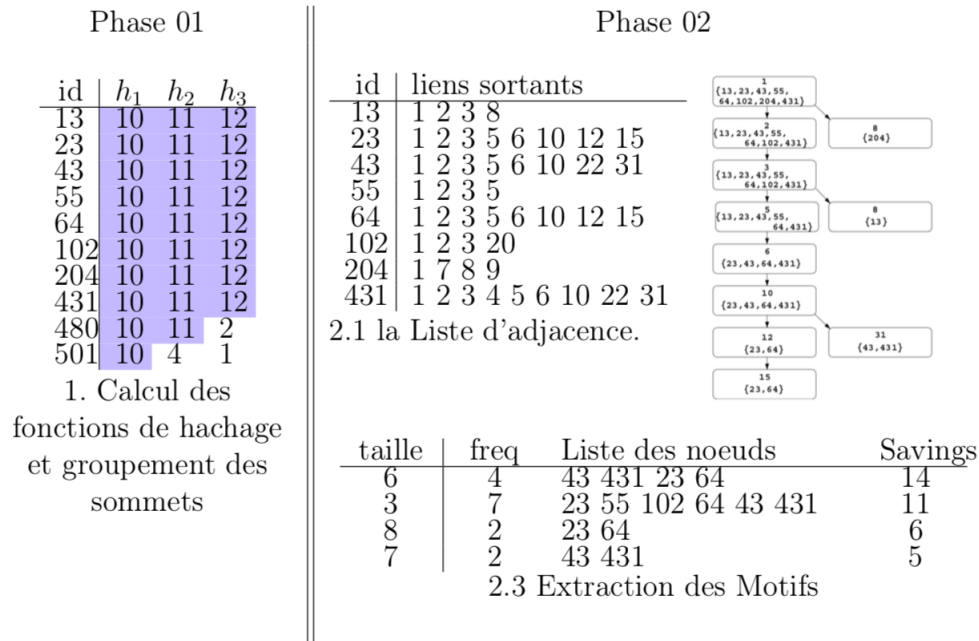 Phase 01
id h1 h2 h3
13 10 11 12
23 10 11 12
43 10 11 12
55 10 11 12
64 10 11 12
102 10 11 12
204 10 11 12
431 10 11 12
480 10 11 2
501 10 4 1
1. Calcul des
fonctions de hachage
et groupement des
sommets
Phase 02
id liens sortants
13 1 2 3 8
23 1 2 3 5 6 10 12 15
43 1 2 3 5 6 10 22 31
55 1 2 3 5
64 1 2 3 5 6 10 12 15
102 1 2 3 20
204 1 7 8 9
431 1 2 3 4 5 6 10 22 31
2.1 la Liste d'adjacence.
1
{13,23,43,55,
64,102,204,431}
2
{13,23,43,55,
64,102,431}
8
{204}
3
{13,23,43,55,
64,102,431}
5
{13,23,43,55,
64,431}
8
{13}
6
{23,43,64,431}
10
{23,43,64,431}
12
{23,64}
31
{43,431}
15
{23,64}
taille freq Liste des noeuds Savings
6 4 43 431 23 64 14
3 7 23 55 102 64 43 431 11
8 2 23 64 6
7 2 43 431 5
2.3 Extraction des Motifs